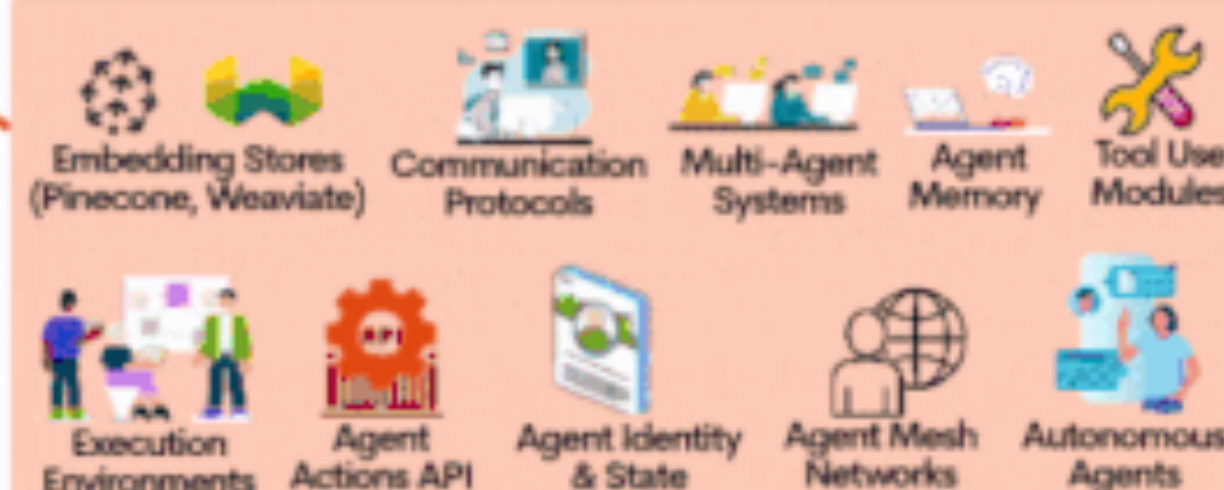 Embedding Stores
(Pinecone, Weaviate)
Communication
Protocols
Multi-Agent
Systems
Agent
Memory
Tool Use
Modules
Execution
Environments
API
Agent
Actions API
Agent Identity
& State
Agent Mesh
Networks
Autonomous
Agents